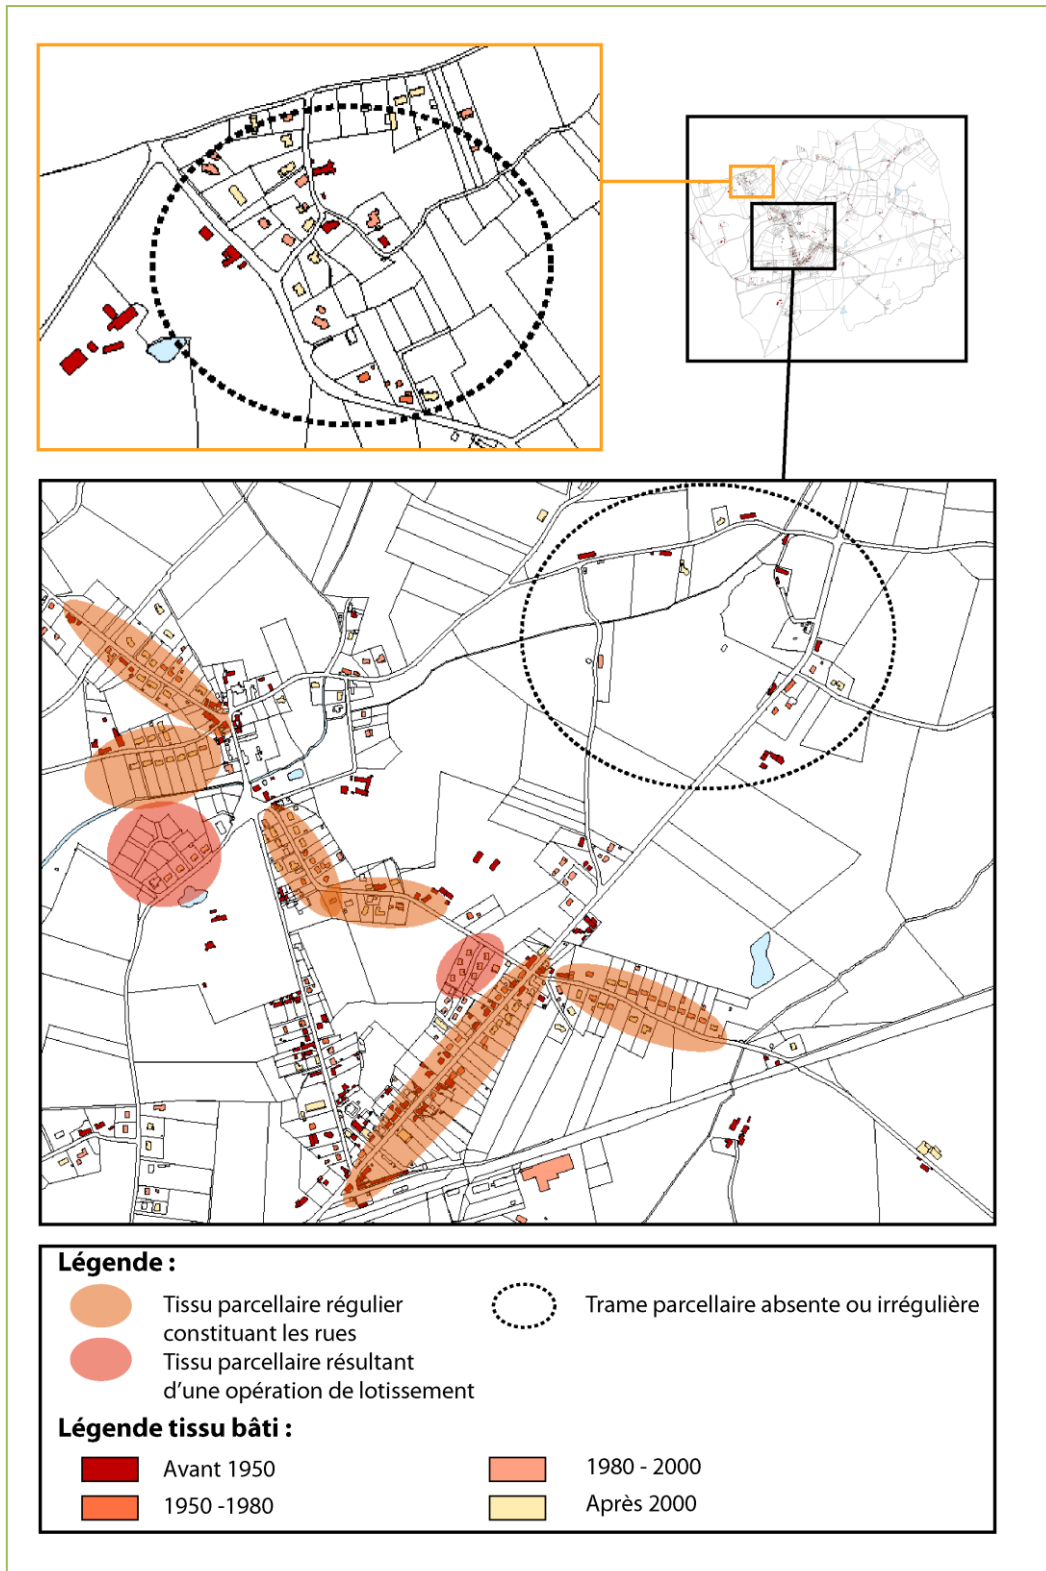 Légende :
Tissu parcellaire régulier
constituant les rues
Trame parcellaire absente ou irrégulière
Tissu parcellaire résultant
d'une opération de lotissement
Légende tissu bâti :
Avant 1950
1980 - 2000
1950 -1980
Après 2000